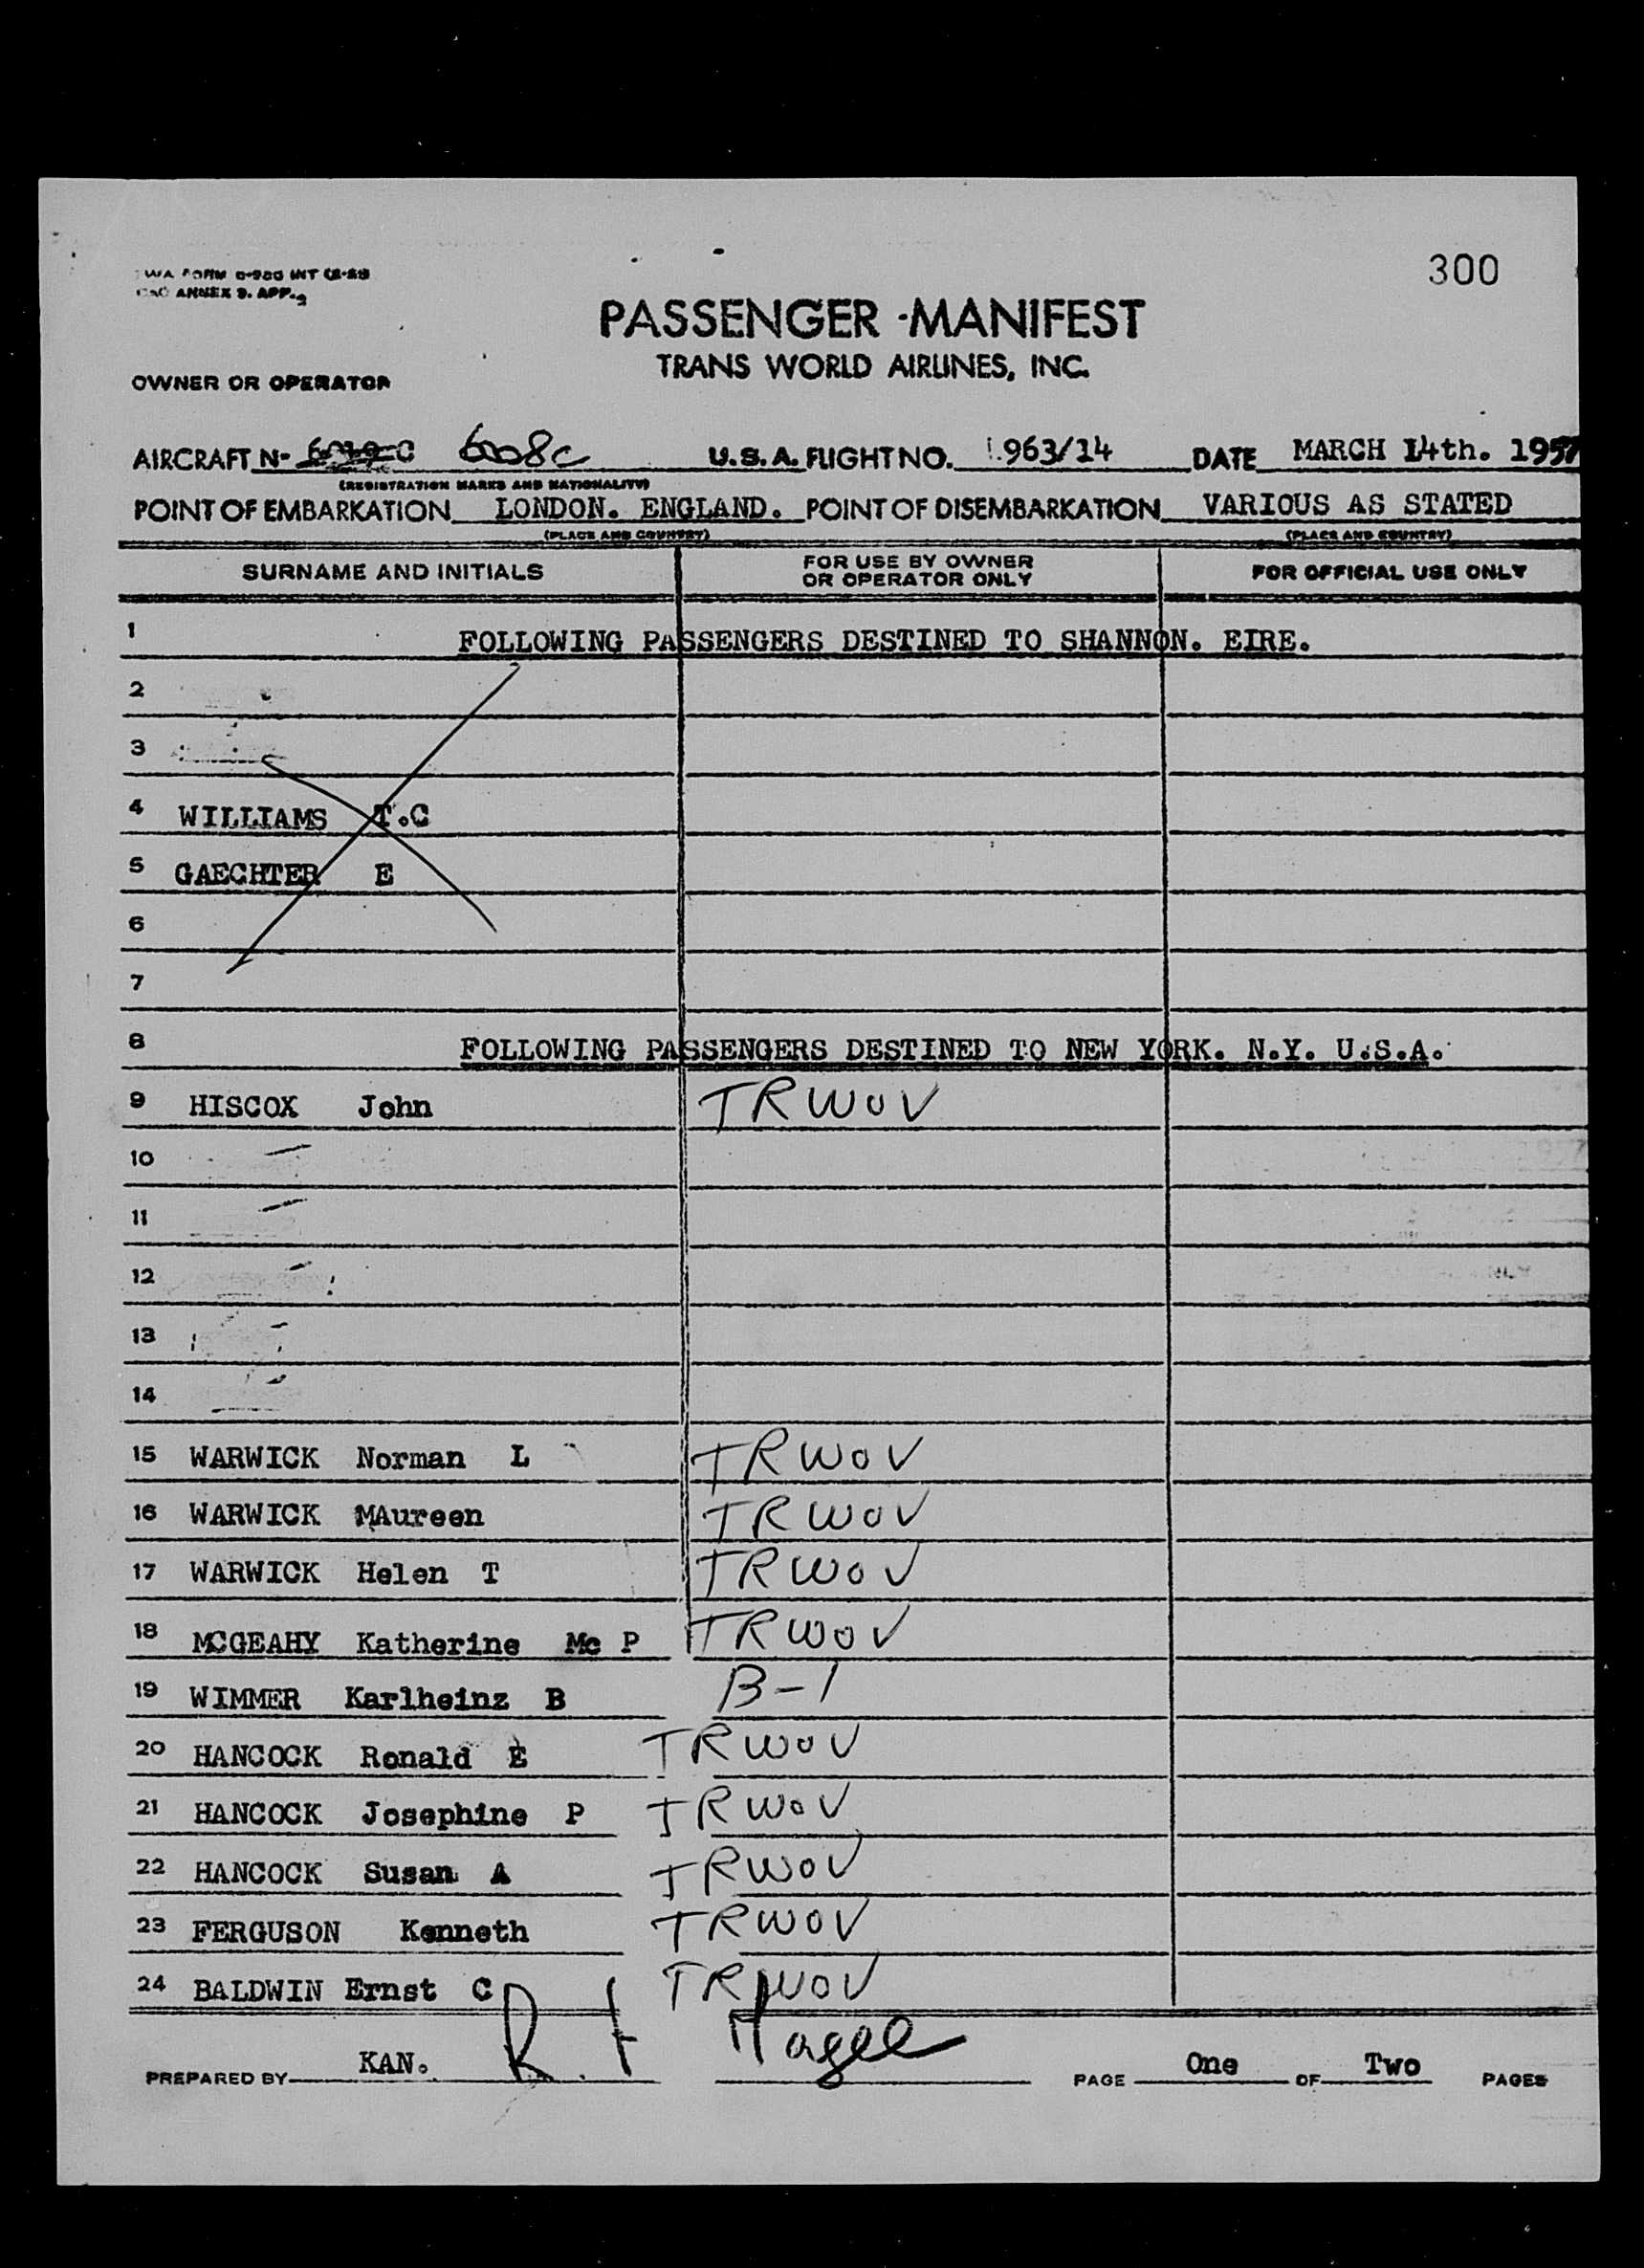 300
ANNEX 9. APP.
PASSENGER MANIFEST
TRANS WORLD AIRLINES, INC.
OWNER OR OPERATOR
AIRCRAFT N- 6008C U.S.A. FLIGHT NO. 963/14 DATE MARCH 14th. 1957
(REGISTRATION MARKS AND NATIONALITY)
POINT OF EMBARKATION LONDON. ENGLAND. POINT OF DISEMBARKATION VARIOUS AS STATED
(PLACE AND COUNTRY) (PLACE AND COUNTRY)
SURNAME AND INITIALS FOR USE BY OWNER OR OPERATOR ONLY FOR OFFICIAL USE ONLY
1 FOLLOWING PASSENGERS DESTINED TO SHANNON. EIRE.
2
3
4 WILLIAMS T.C
5 GAECHTER E
6
7
8 FOLLOWING PASSENGERS DESTINED TO NEW YORK. N.Y. U.S.A.
9 HISCOX John TRWOV
10
11
12
13
14
15 WARWICK Norman L TRWOV
16 WARWICK MAureen TRWOV
17 WARWICK Helen T TRWOV
18 MCGEAHY Katherine Mc P TRWOV
19 WIMMER Karlheinz B B-1
20 HANCOCK Ronald E TRWOV
21 HANCOCK Josephine P TRWOV
22 HANCOCK Susan A TRWOV
23 FERGUSON Kenneth TRWOV
24 BALDWIN Ernst C TRWOV
PREPARED BY KAN. R. Magee PAGE One OF Two PAGES